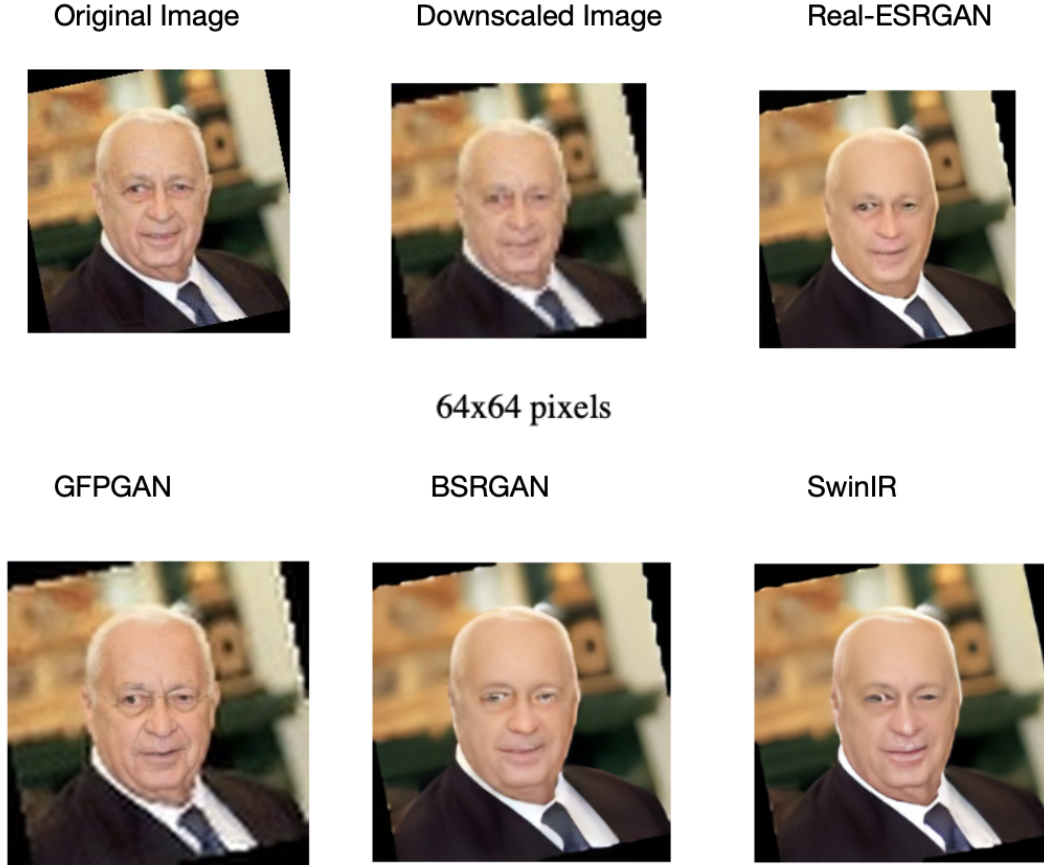 Original Image
Downscaled Image
Real-ESRGAN
64x64 pixels
GFPGAN
BSRGAN
SwinIR